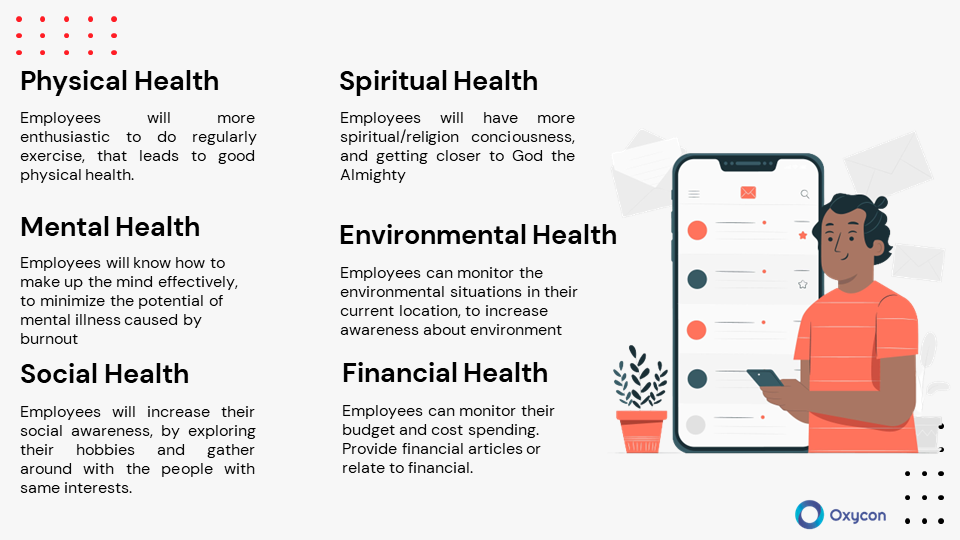 Physical Health
Employees will more
enthusiastic to do regularly
exercise, that leads to good
physical health.
Mental Health
Employees will know how to
make up the mind effectively,
to minimize the potential of
mental illness caused by
burnout
Social Health
Employees will increase their
social awareness, by exploring
their hobbies and gather
around with the people with
same interests.
Spiritual Health
Employees will have more
spiritual/religion conciousness,
and getting closer to God the
Almighty
Environmental Health
Employees can monitor the
environmental situations in their
current location, to increase
awareness about environment
Financial Health
Employees can monitor their
budget and cost spending.
Provide financial articles or
relate to financial.
Oxycon